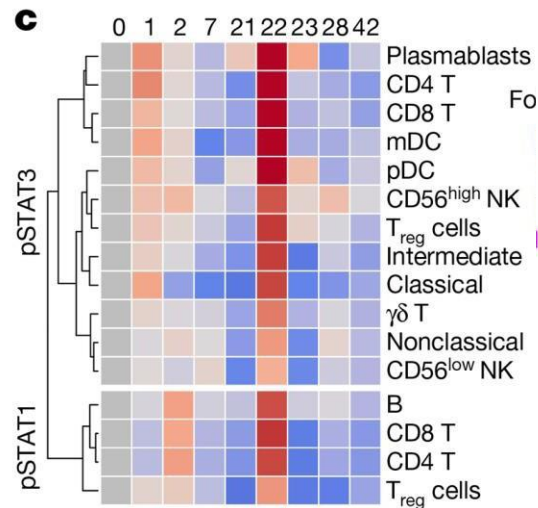 c
0 1 2 7 21 22 23 28 42
Plasmablasts
CD4 T
Fo
CD8 T
mDC
pDC
CD56high NK
Treg cells
Intermediate
Classical
γδ T
Nonclassical
CD56low NK
pSTAT3
B
CD8 T
CD4 T
Treg cells
pSTAT1